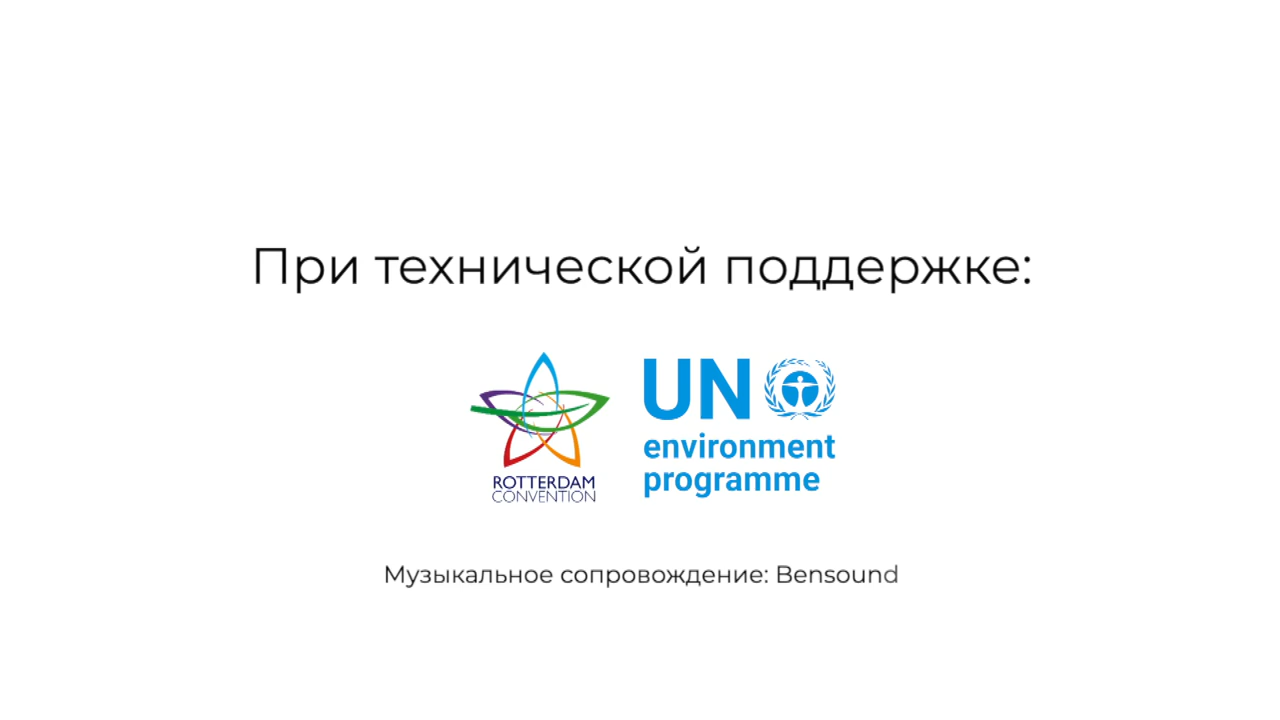 При технической поддержке:
UN
environment
programme
ROTTERDAM
CONVENTION
Музыкальное сопровождение: Bensound